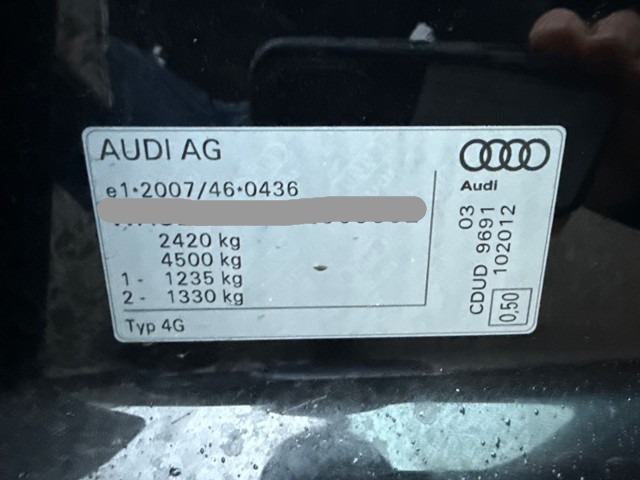 AUDI AG
e1*2007/46*0436
2420 kg
4500 kg
1- 1235 kg
2- 1330 kg
Typ 4G
Audi
CDUD 03
9691
102012
0,50